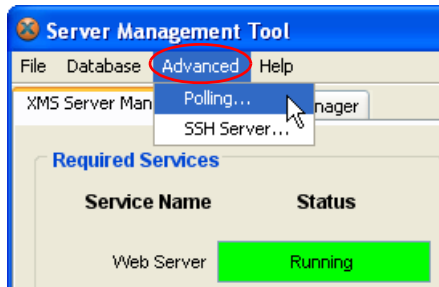 Server Management Tool
File Database Advanced Help
XMS Server Man nager
Polling...
SSH Server...
Required Services
Service Name Status
Web Server Running